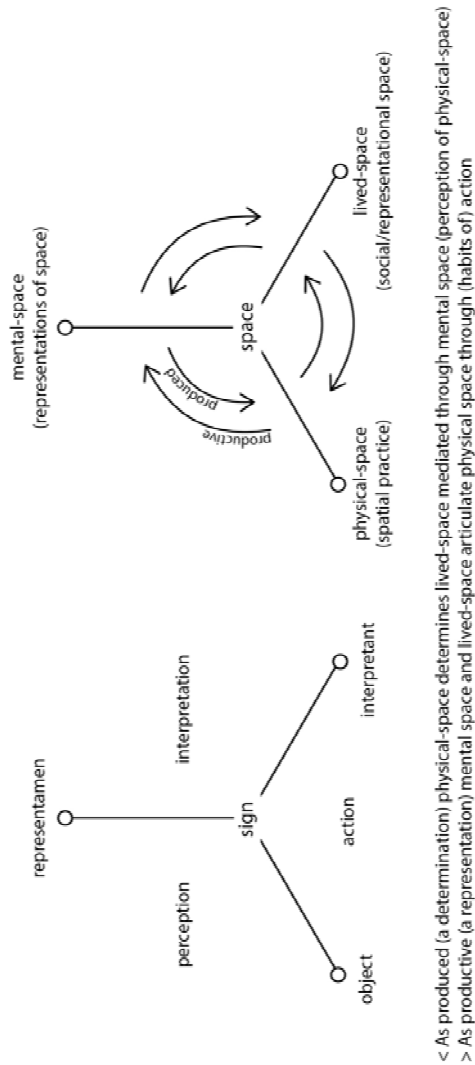 representamen
perception
interpretation
sign
object
action
interpretant
mental-space
(representations of space)
productive
produced
space
physical-space
(spatial practice)
lived-space
(social/representational space)
< As produced (a determination) physical-space determines lived-space mediated through mental space (perception of physical-space)
> As productive (a representation) mental space and lived-space articulate physical space through (habits of) action